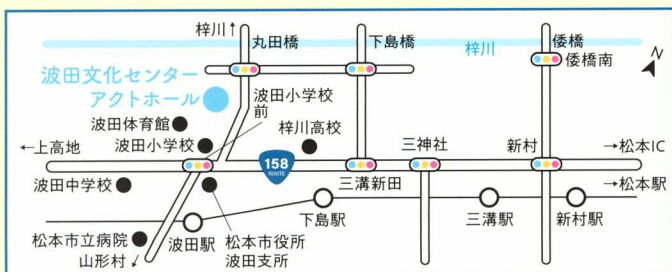 梓川↑
丸田橋
下島橋
梓川
倭橋
倭橋南
N
波田文化センター
アクトホール
波田小学校
前
波田体育館
波田小学校
梓川高校
←上高地
158
ROUTE
三神社
新村
→松本IC
波田中学校
三溝新田
→松本駅
下島駅
三溝駅
新村駅
松本市立病院
山形村↙
波田駅
松本市役所
波田支所